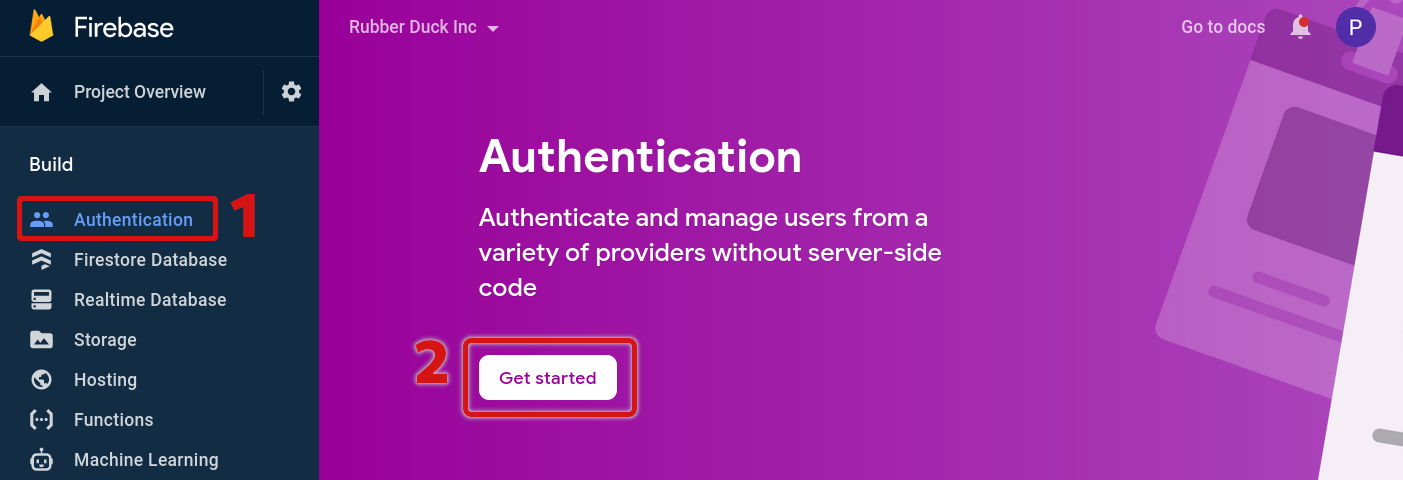 Firebase
Rubber Duck Inc
Go to docs
P
Project Overview
Build
Authentication
1
Firestore Database
Realtime Database
Storage
Hosting
Functions
Machine Learning
Authentication
Authenticate and manage users from a
variety of providers without server-side
code
2
Get started